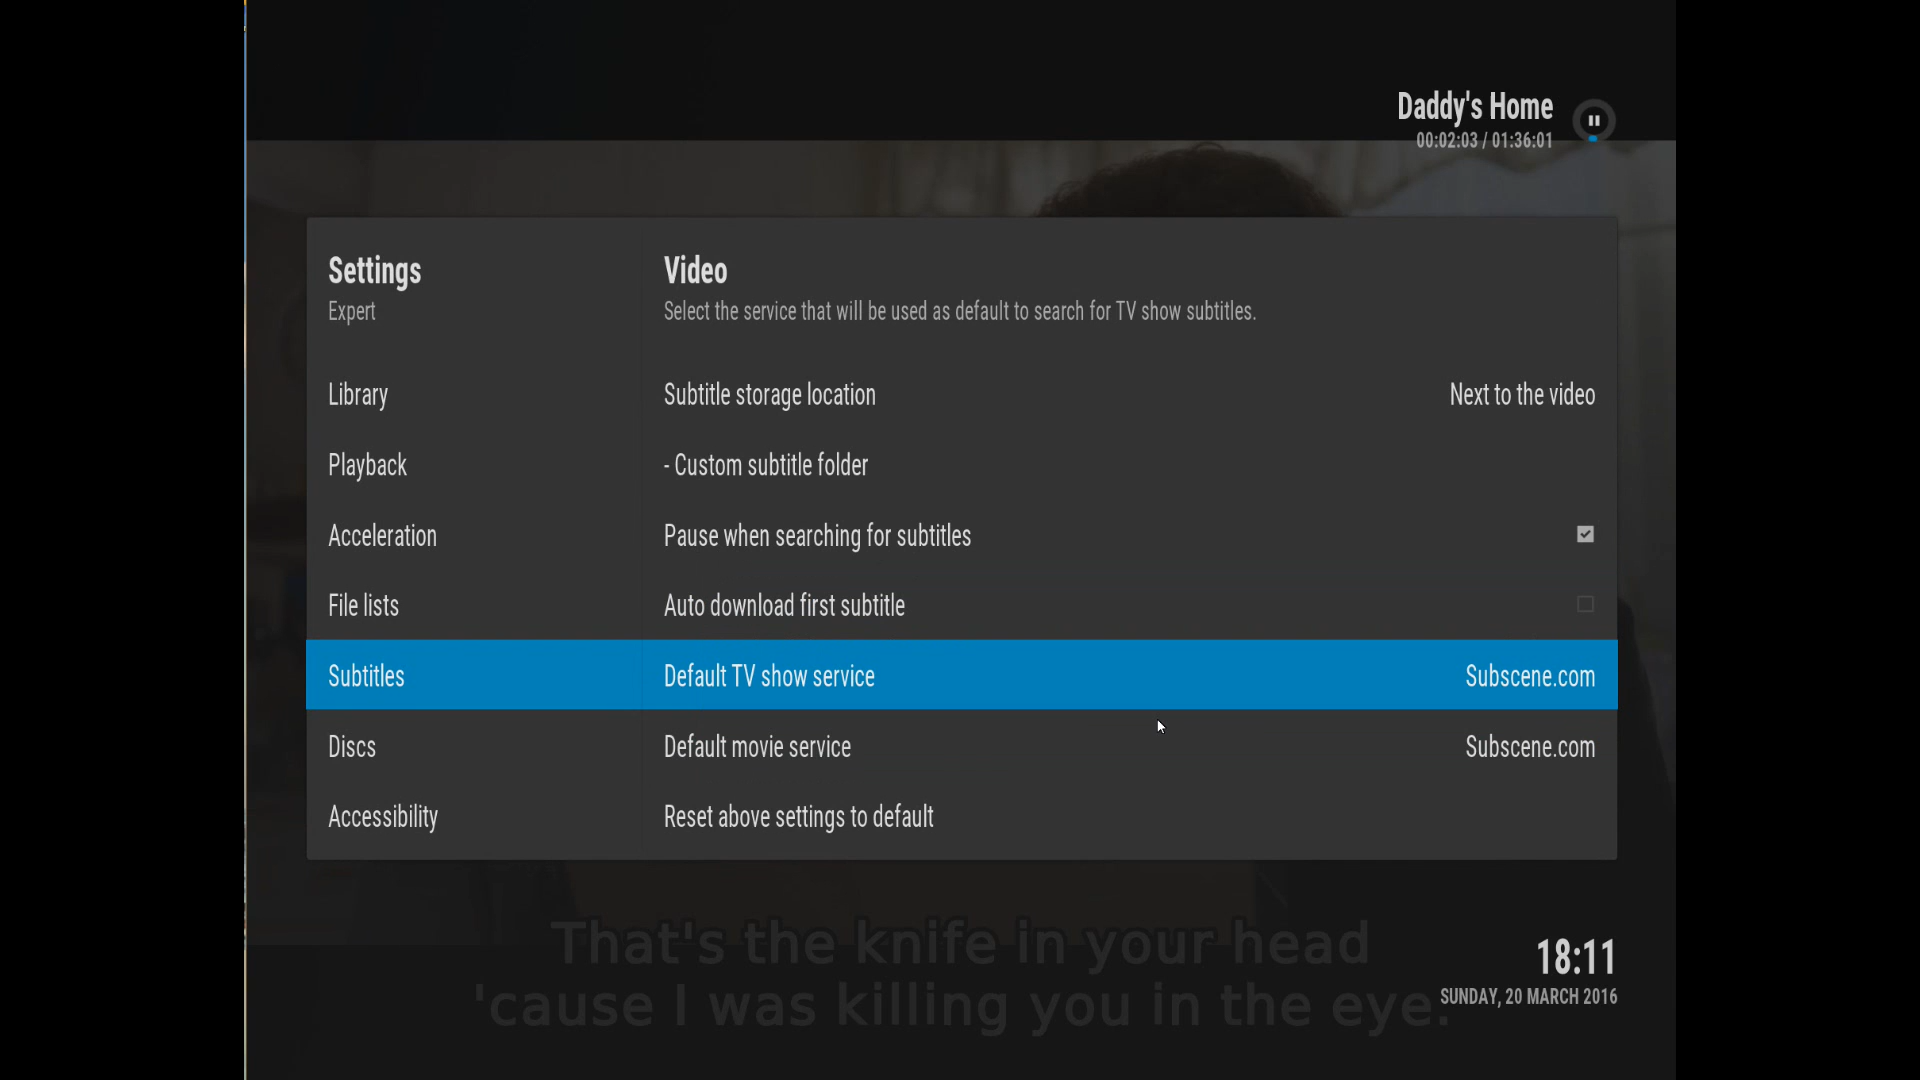 Daddy's Home
00:02:03 / 01:36:01
Settings
Expert
Video
Select the service that will be used as default to search for TV show subtitles.
Library
Subtitle storage location
Next to the video
Playback
- Custom subtitle folder
Acceleration
Pause when searching for subtitles
File lists
Auto download first subtitle
Subtitles
Default TV show service
Subscene.com
Discs
Default movie service
Subscene.com
Accessibility
Reset above settings to default
That's the knife in your head
'cause I was killing you in the eye.
18:11
SUNDAY, 20 MARCH 2016